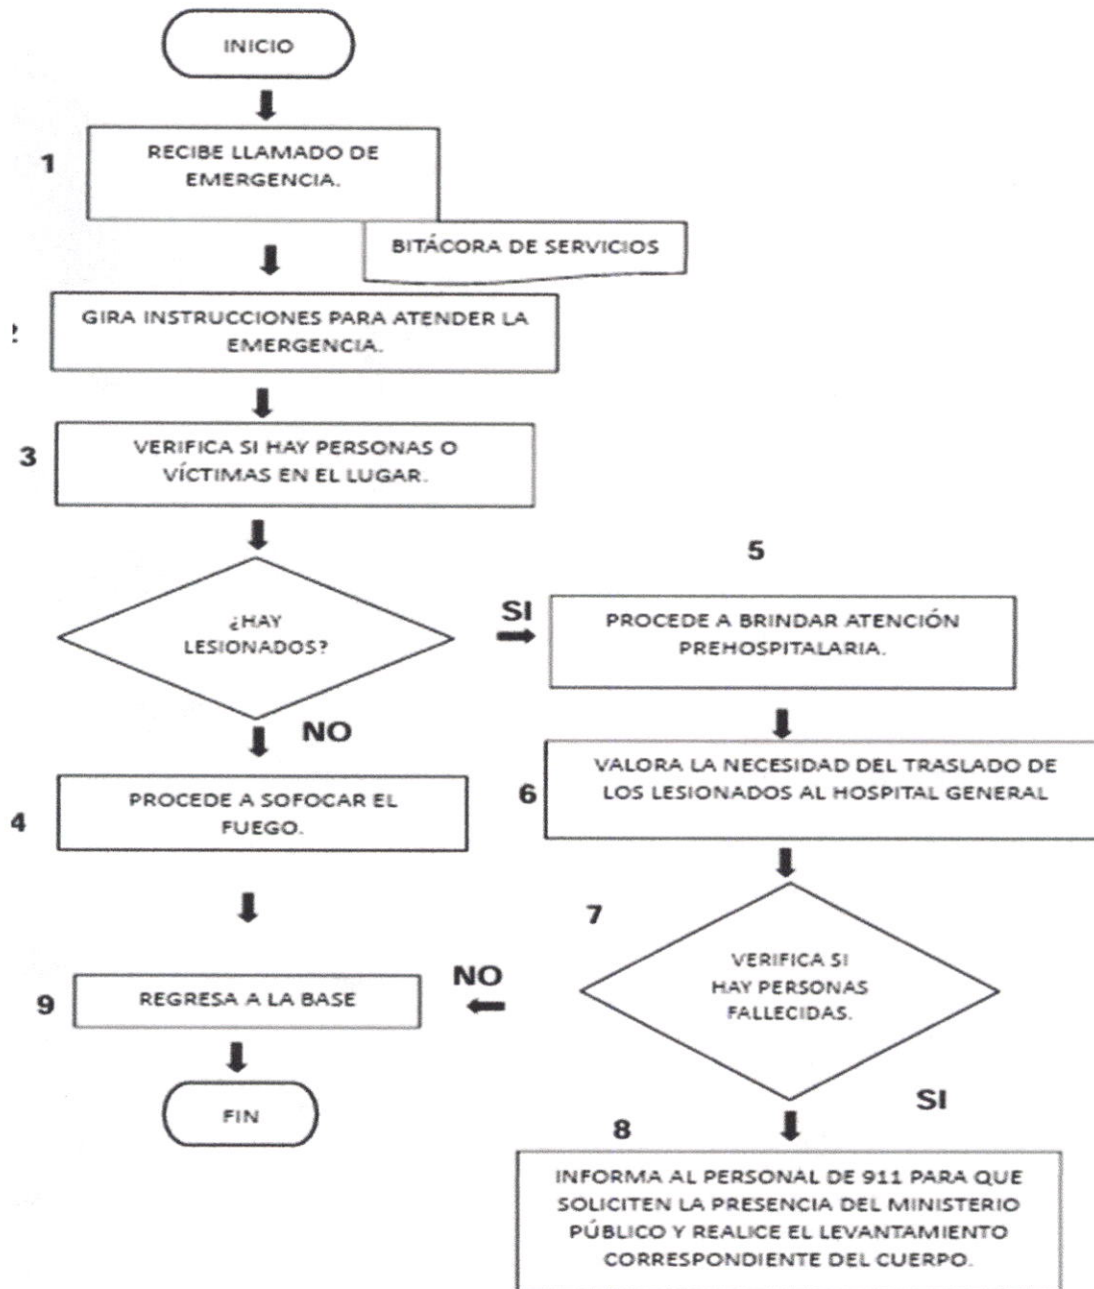 INICIO
1
RECIBE LLAMADO DE
EMERGENCIA.
BITÁCORA DE SERVICIOS
GIRA INSTRUCCIONES PARA ATENDER LA
EMERGENCIA.
3
VERIFICA SI HAY PERSONAS O
VÍCTIMAS EN EL LUGAR.
¿HAY
LESIONADOS?
SI
NO
5
PROCEDE A BRINDAR ATENCIÓN
PREHOSPITALARIA.
4
PROCEDE A SOFOCAR EL
FUEGO.
6
VALORA LA NECESIDAD DEL TRASLADO DE
LOS LESIONADOS AL HOSPITAL GENERAL
7
VERIFICA SI
HAY PERSONAS
FALLECIDAS.
NO
SI
9
REGRESA A LA BASE
FIN
8
INFORMA AL PERSONAL DE 911 PARA QUE
SOLICITEN LA PRESENCIA DEL MINISTERIO
PÚBLICO Y REALICE EL LEVANTAMIENTO
CORRESPONDIENTE DEL CUERPO.